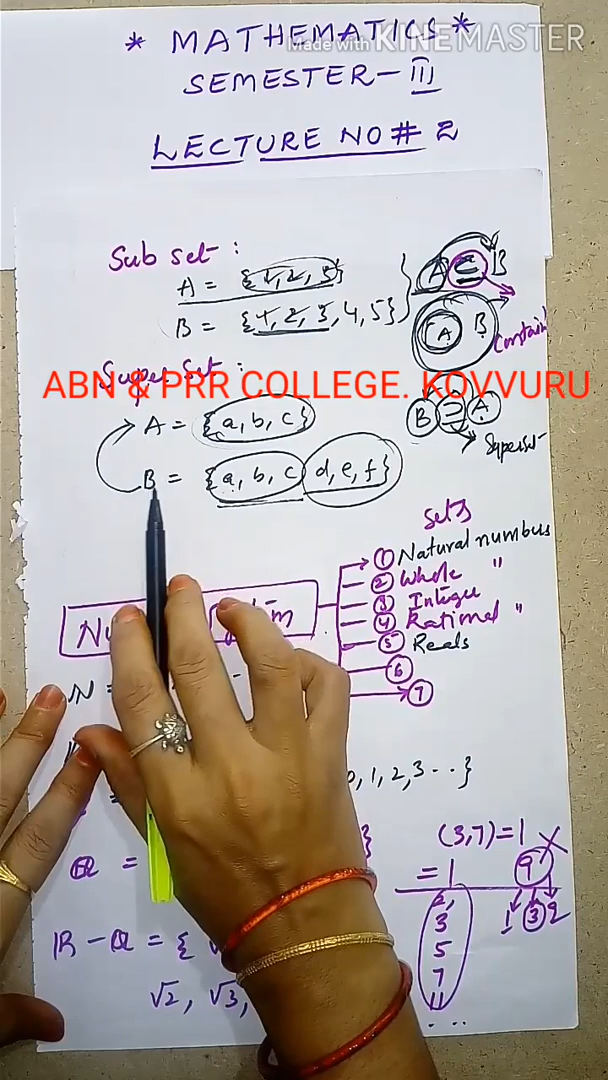 * MATHEMATICS *
Made with KINEMASTER
SEMESTER-III
LECTURE NO # 2
Sub set :
A = {1, 2, 3}
B = {1, 2, 3, 4, 5}
A ⊆ B
A B
Contain
Super Set :
ABN & PRR COLLEGE. KOVVURU
A = {a, b, c}
B ⊇ A
B = {a, b, c, d, e, f}
Superset
Sets
① Natural numbers
② Whole "
③ Integer
④ Rational "
⑤ Reals
⑥
⑦
N =
0, 1, 2, 3 - - }
(3,7)=1
Q =
= 1
9
2,
3
5
7
11
1 3 9
R - Q = {
√2, √3,